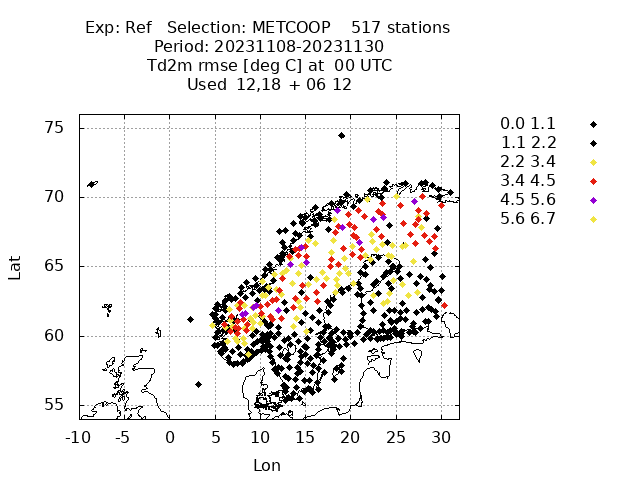 Exp: Ref   Selection: METCOOP    517 stations
Period: 20231108-20231130
Td2m rmse [deg C] at  00 UTC
Used  12,18 + 06 12
75
70
65
60
55
Lat
-10 -5 0 5 10 15 20 25 30
Lon
0.0 1.1
1.1 2.2
2.2 3.4
3.4 4.5
4.5 5.6
5.6 6.7